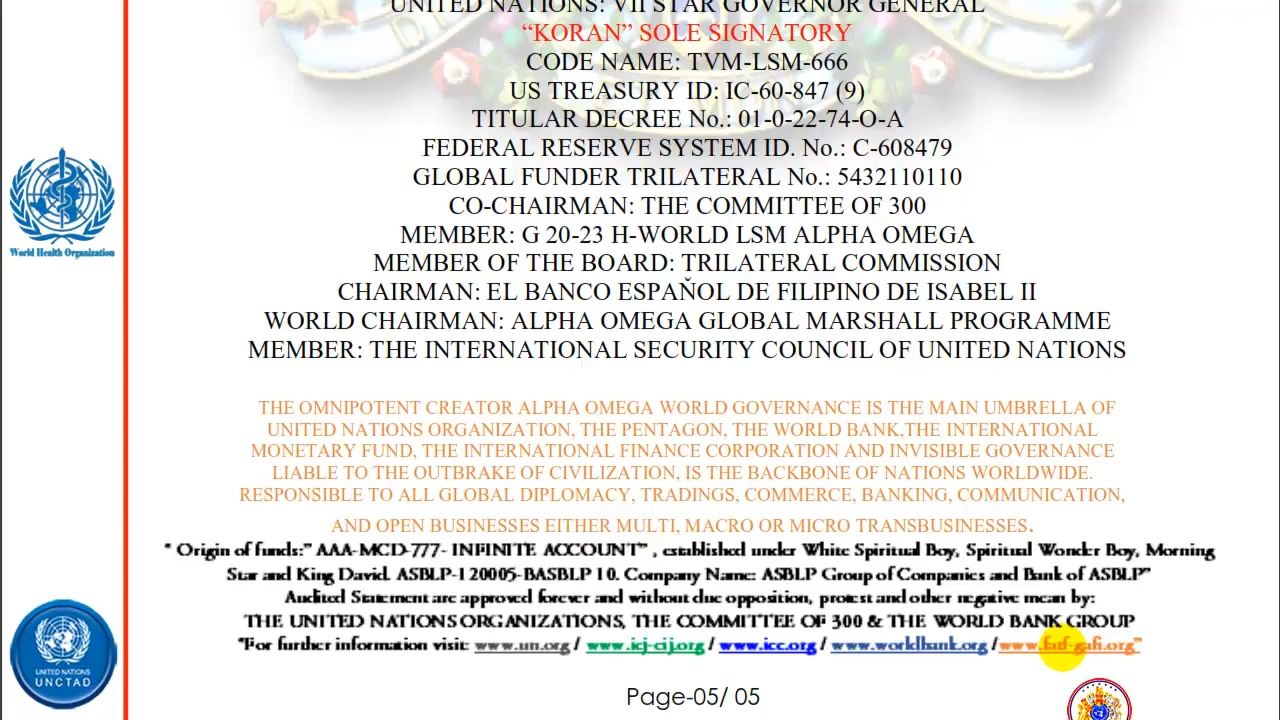 UNITED NATIONS: VII STAR GOVERNOR GENERAL
“KORAN” SOLE SIGNATORY
CODE NAME: TVM-LSM-666
US TREASURY ID: IC-60-847 (9)
TITULAR DECREE No.: 01-0-22-74-O-A
FEDERAL RESERVE SYSTEM ID. No.: C-608479
GLOBAL FUNDER TRILATERAL No.: 5432110110
CO-CHAIRMAN: THE COMMITTEE OF 300
MEMBER: G 20-23 H-WORLD LSM ALPHA OMEGA
MEMBER OF THE BOARD: TRILATERAL COMMISSION
CHAIRMAN: EL BANCO ESPAŇOL DE FILIPINO DE ISABEL II
WORLD CHAIRMAN: ALPHA OMEGA GLOBAL MARSHALL PROGRAMME
MEMBER: THE INTERNATIONAL SECURITY COUNCIL OF UNITED NATIONS
World Health Organization
THE OMNIPOTENT CREATOR ALPHA OMEGA WORLD GOVERNANCE IS THE MAIN UMBRELLA OF
UNITED NATIONS ORGANIZATION, THE PENTAGON, THE WORLD BANK,THE INTERNATIONAL
MONETARY FUND, THE INTERNATIONAL FINANCE CORPORATION AND INVISIBLE GOVERNANCE
LIABLE TO THE OUTBRAKE OF CIVILIZATION, IS THE BACKBONE OF NATIONS WORLDWIDE.
RESPONSIBLE TO ALL GLOBAL DIPLOMACY, TRADINGS, COMMERCE, BANKING, COMMUNICATION,
AND OPEN BUSINESSES EITHER MULTI, MACRO OR MICRO TRANSBUSINESSES.
“ Origin of funds:” AAA-MCD-777- INFINITE ACCOUNT” , established under White Spiritual Boy, Spiritual Wonder Boy, Morning
Star and King David. ASBLP-120005-BASBLP 10. Company Name: ASBLP Group of Companies and Bank of ASBLP”
Audited Statement are approved forever and without due opposition, protest and other negative mean by:
THE UNITED NATIONS ORGANIZATIONS, THE COMMITTEE OF 300 & THE WORLD BANK GROUP
“For further information visit: www.un.org / www.icj-cij.org / www.icc.org / www.worldbank.org / www.fatf-gafi.org”
UNITED NATIONS
UNCTAD
Page-05/ 05